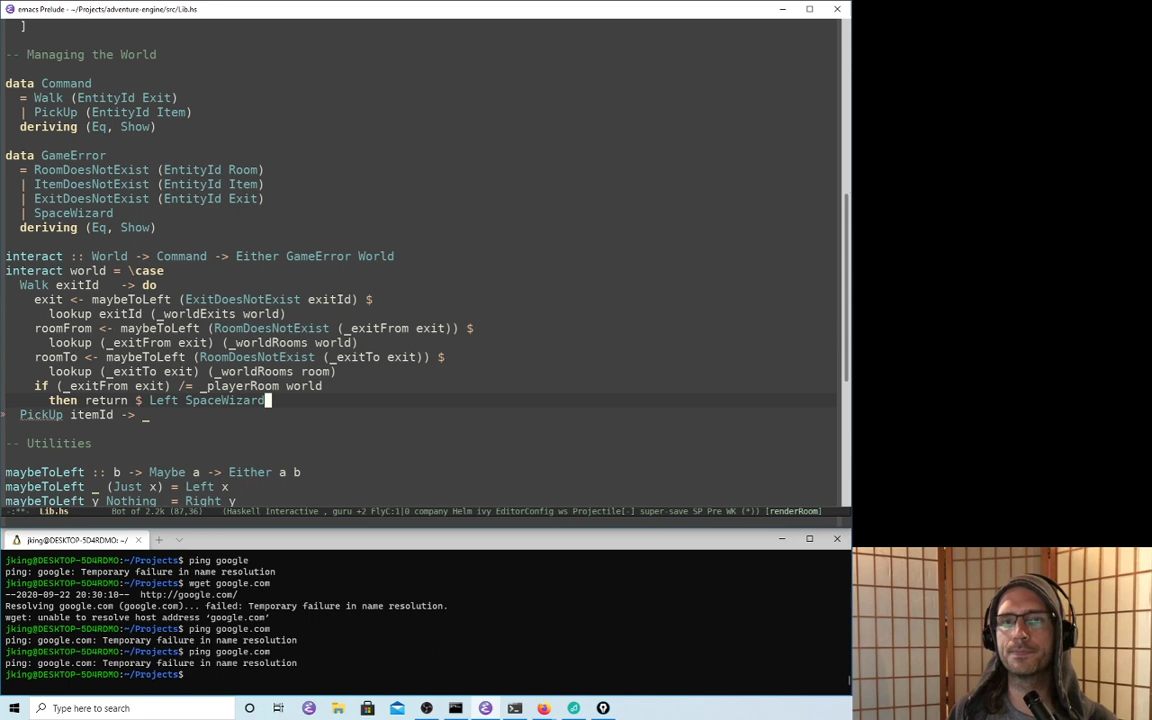 emacs Prelude - ~/Projects/adventure-engine/src/Lib.hs
]
-- Managing the World
data Command
= Walk (EntityId Exit)
| PickUp (EntityId Item)
deriving (Eq, Show)
data GameError
= RoomDoesNotExist (EntityId Room)
| ItemDoesNotExist (EntityId Item)
| ExitDoesNotExist (EntityId Exit)
| SpaceWizard
deriving (Eq, Show)
interact :: World -> Command -> Either GameError World
interact world = \case
Walk exitId -> do
exit <- maybeToLeft (ExitDoesNotExist exitId) $
lookup exitId (_worldExits world)
roomFrom <- maybeToLeft (RoomDoesNotExist (_exitFrom exit)) $
lookup (_exitFrom exit) (_worldRooms world)
roomTo <- maybeToLeft (RoomDoesNotExist (_exitTo exit)) $
lookup (_exitTo exit) (_worldRooms room)
if (_exitFrom exit) /= _playerRoom world
then return $ Left SpaceWizard
PickUp itemId -> _
-- Utilities
maybeToLeft :: b -> Maybe a -> Either a b
maybeToLeft _ (Just x) = Left x
maybeToLeft y Nothing = Right y
-:**- Lib.hs Bot of 2.2k (87,36) (Haskell Interactive , guru +2 FlyC:1|0 company Helm ivy EditorConfig ws Projectile[-] super-save SP Pre WK (*)) [renderRoom]
jking@DESKTOP-5D4RDMO: ~/
jking@DESKTOP-5D4RDMO:~/Projects$ ping google
ping: google: Temporary failure in name resolution
jking@DESKTOP-5D4RDMO:~/Projects$ wget google.com
--2020-09-22 20:30:10-- http://google.com/
Resolving google.com (google.com)... failed: Temporary failure in name resolution.
wget: unable to resolve host address ‘google.com’
jking@DESKTOP-5D4RDMO:~/Projects$ ping google.com
ping: google.com: Temporary failure in name resolution
jking@DESKTOP-5D4RDMO:~/Projects$ ping google.com
ping: google.com: Temporary failure in name resolution
jking@DESKTOP-5D4RDMO:~/Projects$
Type here to search